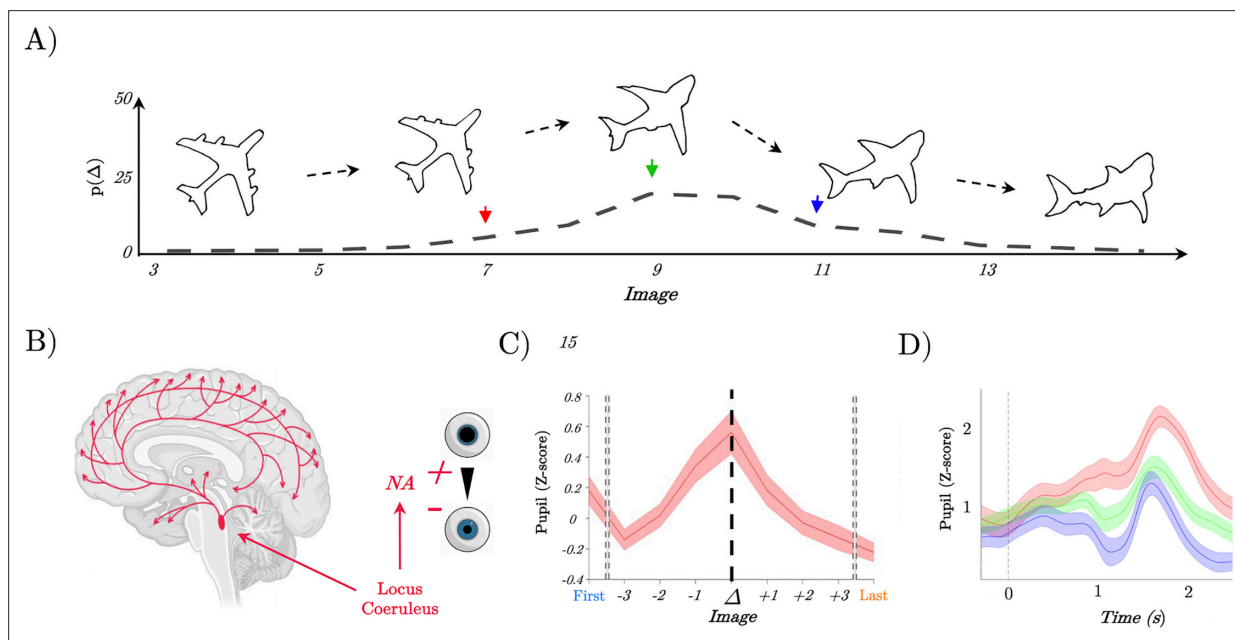 A)
50
25
0
p(Δ)
3 5 7 9 11 13
Image
B)
NA
+
-
Locus
Coeruleus
C)
15
0.8
0.6
0.4
0.2
0
-0.2
-0.4
Pupil (Z-score)
First -3 -2 -1 Δ +1 +2 +3 Last
Image
D)
2
1
Pupil (Z-score)
0 1 2
Time (s)